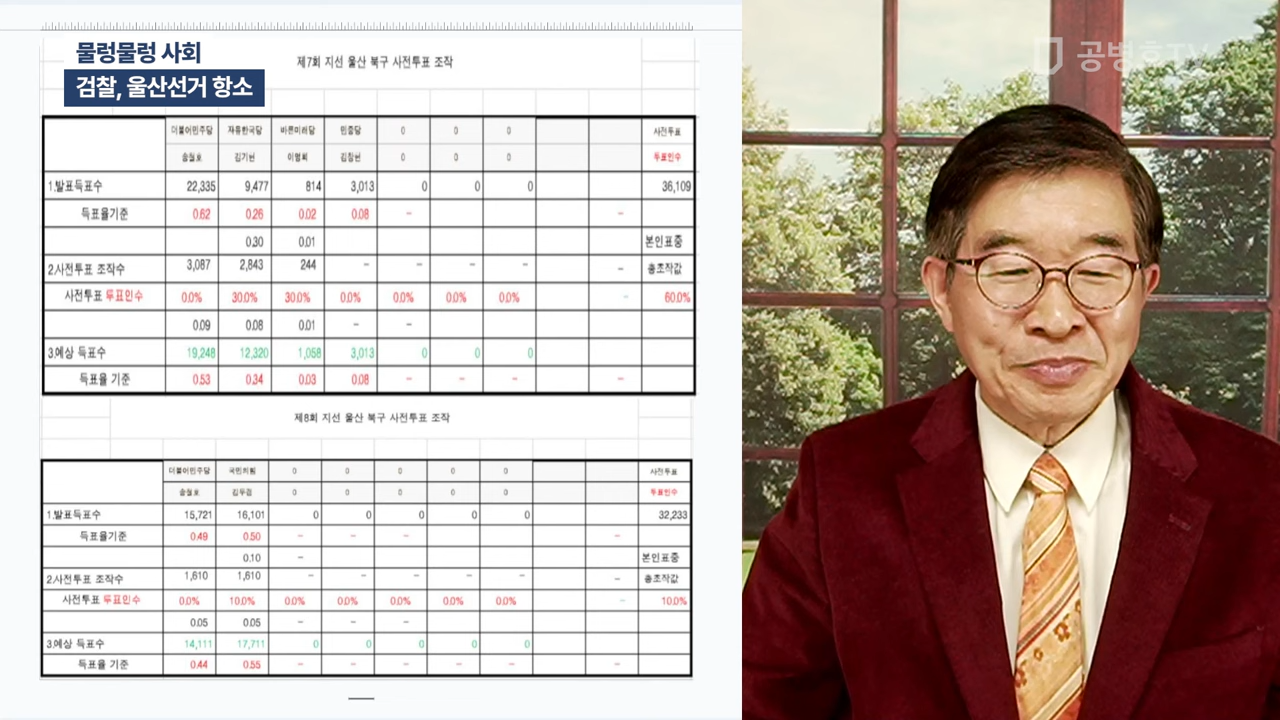 물렁물렁 사회
검찰, 울산선거 항소
공병호TV
제7회 지선 울산 북구 사전투표 조작
더불어민주당 자유한국당 바른미래당 민중당 0 0 0 사전투표
송철호 김기현 이영희 김창현 0 0 0 투표인수
1.발표득표수 22,335 9,477 814 3,013 0 0 0 36,109
득표율기준 0.62 0.26 0.02 0.08 - -
0.30 0.01 본인표중
2.사전투표 조작수 3,087 2,843 244 - - - - - 총조작값
사전투표 투표인수 0.0% 30.0% 30.0% 0.0% 0.0% 0.0% 0.0% - 60.0%
0.09 0.08 0.01 - -
3.예상 득표수 19,248 12,320 1,058 3,013 0 0 0
득표율 기준 0.53 0.34 0.03 0.08 - - - -
제8회 지선 울산 북구 사전투표 조작
더불어민주당 국민의힘 0 0 0 0 0 사전투표
송철호 김두겸 0 0 0 0 0 투표인수
1.발표득표수 15,721 16,101 0 0 0 0 0 32,233
득표율기준 0.49 0.50 - - - -
0.10 - 본인표중
2.사전투표 조작수 1,610 1,610 - - - - - - 총조작값
사전투표 투표인수 0.0% 10.0% 0.0% 0.0% 0.0% 0.0% 0.0% - 10.0%
0.05 0.05 - - -
3.예상 득표수 14,111 17,711 0 0 0 0 0
득표율 기준 0.44 0.55 - - - - - -